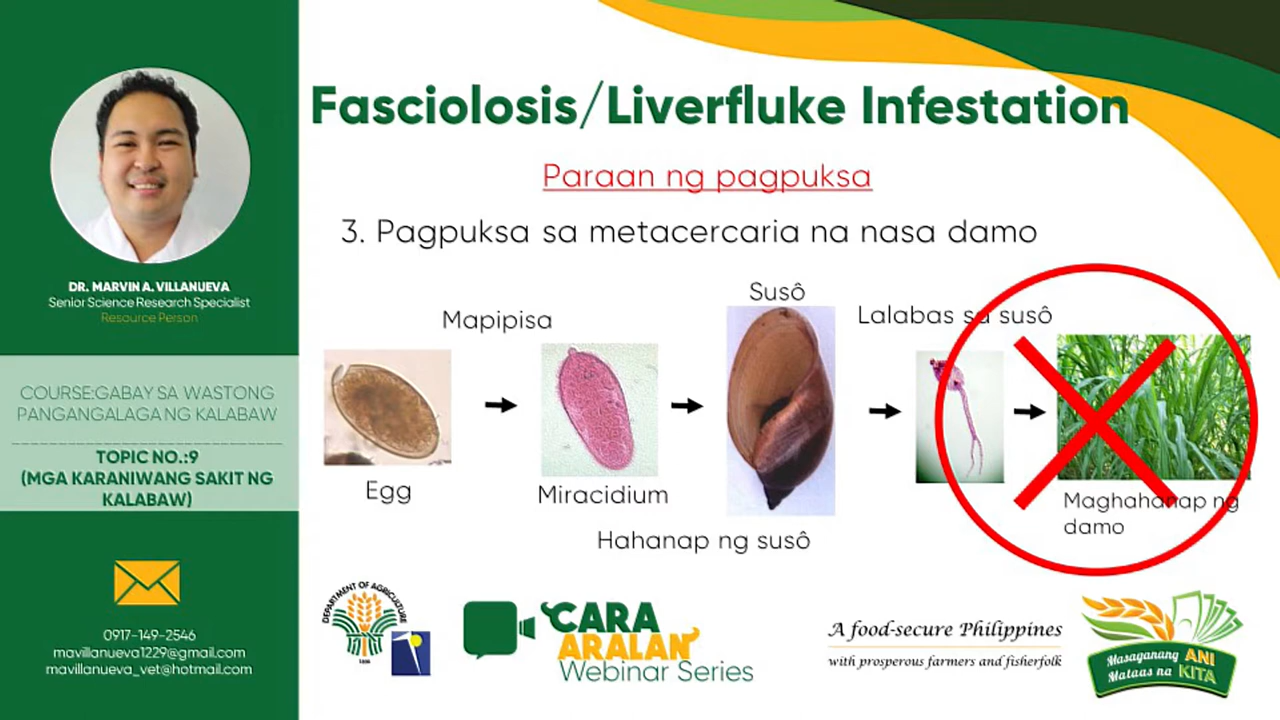 Fasciolosis/Liverfluke Infestation
Paraan ng pagpuksa
3. Pagpuksa sa metacercaria na nasa damo
DR. MARVIN A. VILLANUEVA
Senior Science Research Specialist
Resource Person
COURSE:GABAY SA WASTONG
PANGANGALAGA NG KALABAW
TOPIC NO.:9
(MGA KARANIWANG SAKIT NG
KALABAW)
0917-149-2546
mavillanueva1229@gmail.com
mavillanueva_vet@hotmail.com
Egg
Mapipisa
Miracidium
Susô
Hahanap ng susô
Lalabas sa susô
Maghahanap ng
damo
DEPARTMENT OF AGRICULTURE
1898
CARA
ARALAN
Webinar Series
A food-secure Philippines
with prosperous farmers and fisherfolk
Masaganang ANI
Mataas na KITA